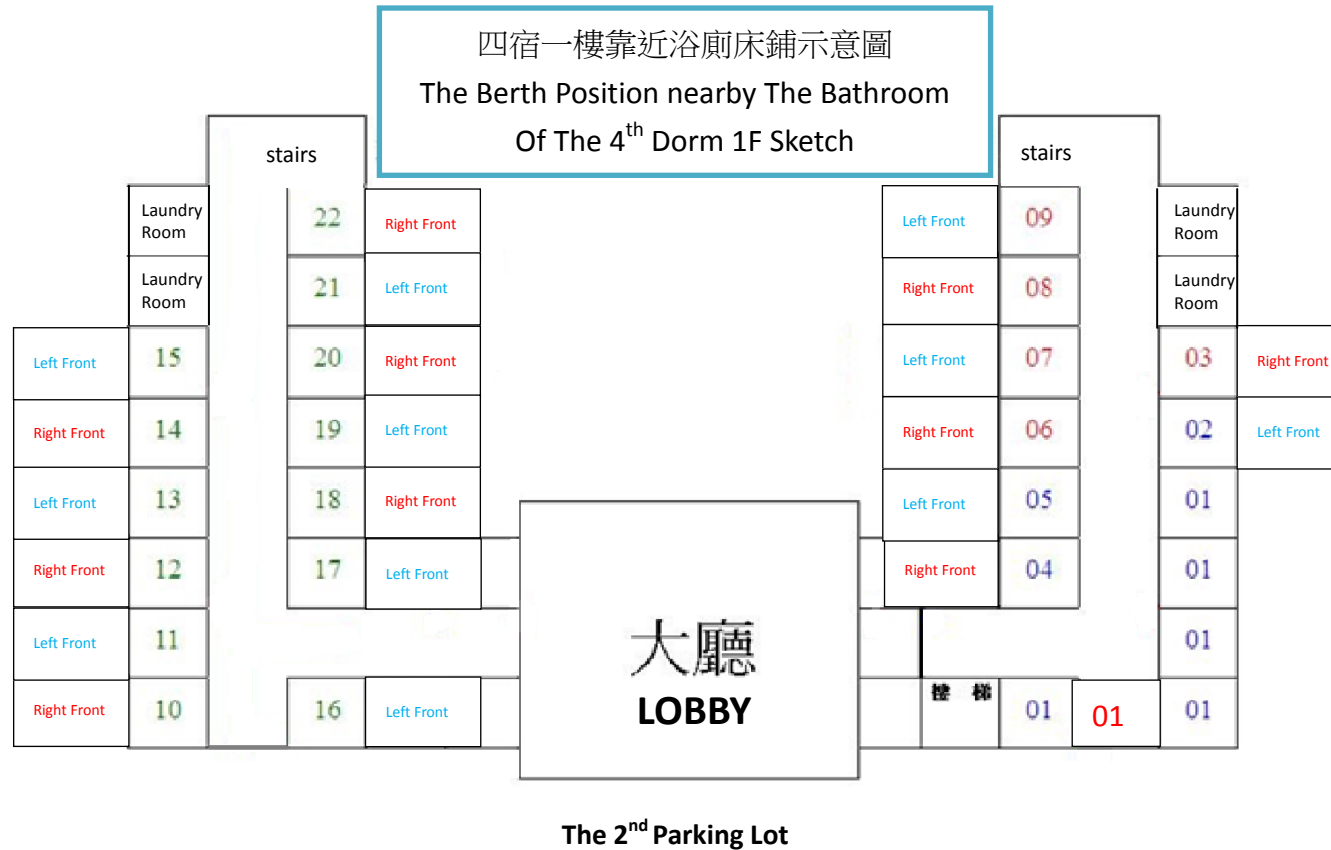 四宿一樓靠近浴廁床鋪示意圖
The Berth Position nearby The Bathroom
Of The 4th Dorm 1F Sketch
stairs
stairs
Laundry
Room
22
Right Front
Left Front
09
Laundry
Room
Laundry
Room
21
Left Front
Right Front
08
Laundry
Room
Left Front
15
20
Right Front
Left Front
07
03
Right Front
Right Front
14
19
Left Front
Right Front
06
02
Left Front
Left Front
13
18
Right Front
Left Front
05
01
Right Front
12
17
Left Front
Right Front
04
01
Left Front
11
大廳
01
Right Front
10
16
Left Front
LOBBY
樓 梯
01
01
01
The 2nd Parking Lot